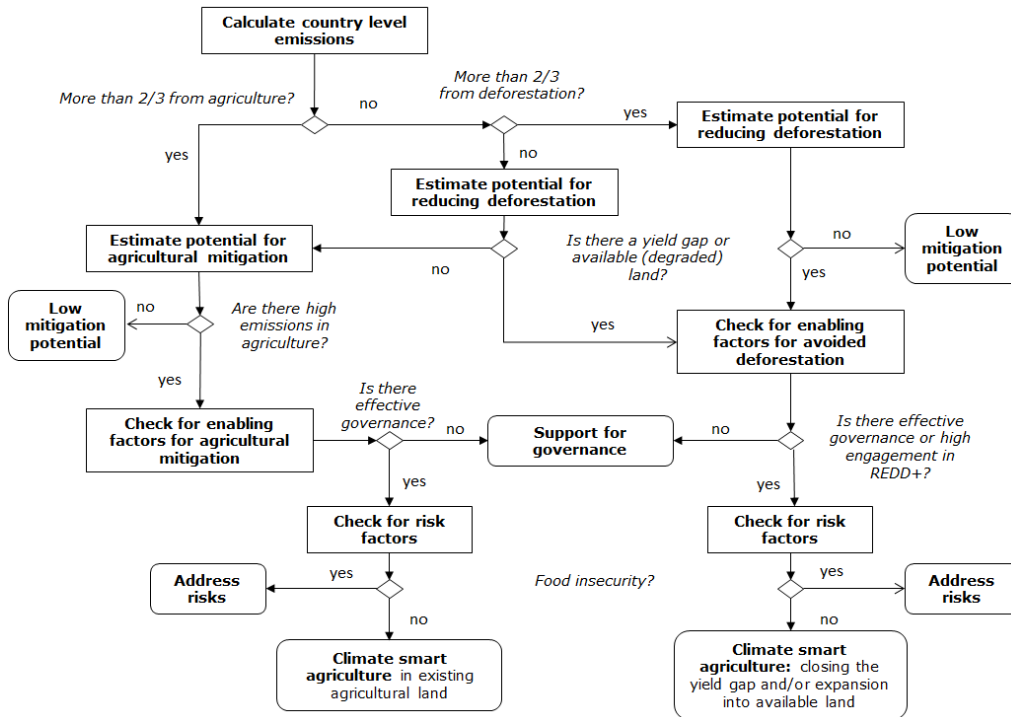 Calculate country level
emissions
More than 2/3
from deforestation?
More than 2/3 from agriculture?
no
yes
Estimate potential for
reducing deforestation
yes
no
Estimate potential for
reducing deforestation
Estimate potential for
agricultural mitigation
no
Is there a yield gap or
available (degraded)
land?
no
yes
Low
mitigation
potential
Low
mitigation
potential
no
Are there high
emissions in
agriculture?
yes
Check for enabling
factors for avoided
deforestation
yes
Check for enabling
factors for agricultural
mitigation
Is there
effective
governance?
no
Support for
governance
no
Is there effective
governance or high
engagement in
REDD+?
yes
yes
Check for risk
factors
Check for risk
factors
Address
risks
yes
Food insecurity?
yes
Address
risks
no
no
Climate smart
agriculture in existing
agricultural land
Climate smart
agriculture: closing the
yield gap and/or expansion
into available land